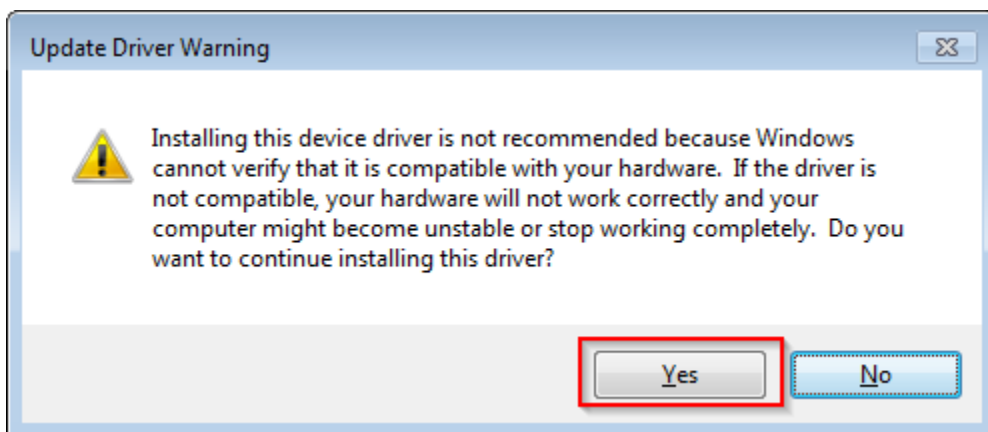 Update Driver Warning
Installing this device driver is not recommended because Windows
cannot verify that it is compatible with your hardware.  If the driver is
not compatible, your hardware will not work correctly and your
computer might become unstable or stop working completely.  Do you
want to continue installing this driver?
Yes
No